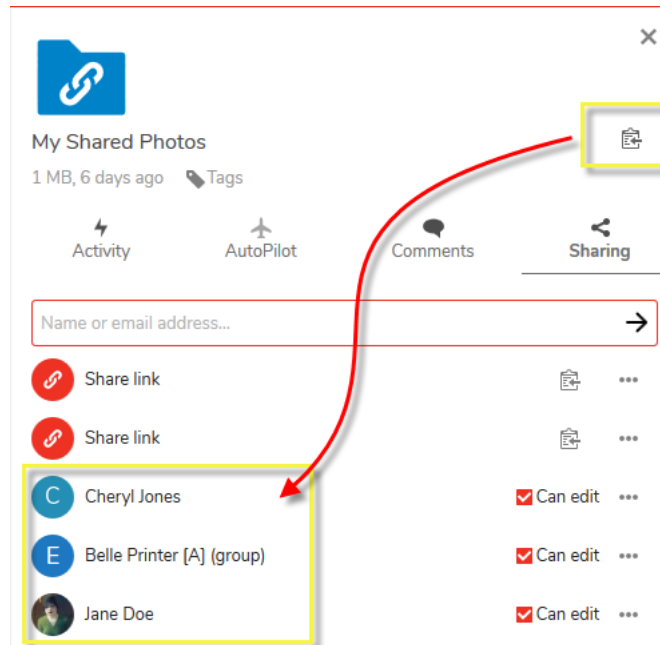 My Shared Photos
1 MB, 6 days ago Tags
Activity AutoPilot Comments Sharing
Name or email address...
Share link
Share link
C Cheryl Jones Can edit
E Belle Printer [A] (group) Can edit
Jane Doe Can edit